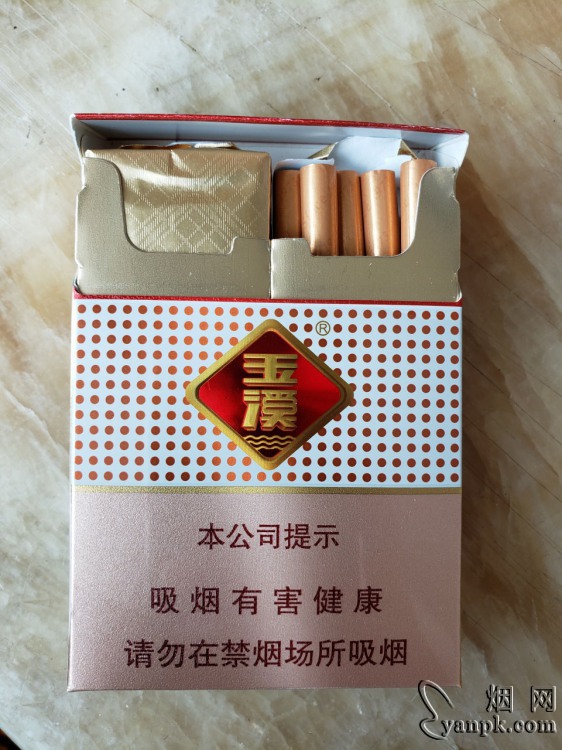 ®
玉
溪
本公司提示
吸烟有害健康
请勿在禁烟场所吸烟
烟网
yanpk.com